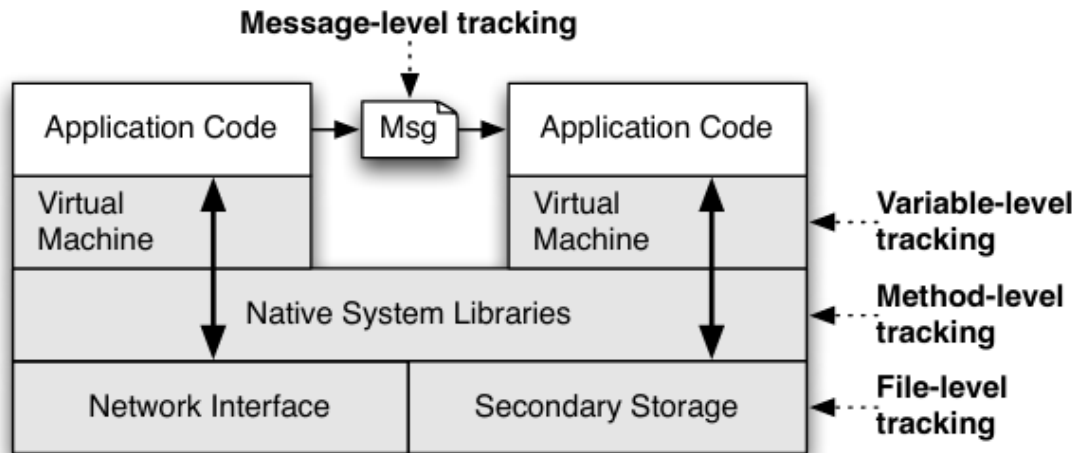 Message-level tracking
Application Code
Msg
Application Code
Virtual
Machine
Virtual
Machine
Variable-level
tracking
Native System Libraries
Method-level
tracking
Network Interface
Secondary Storage
File-level
tracking